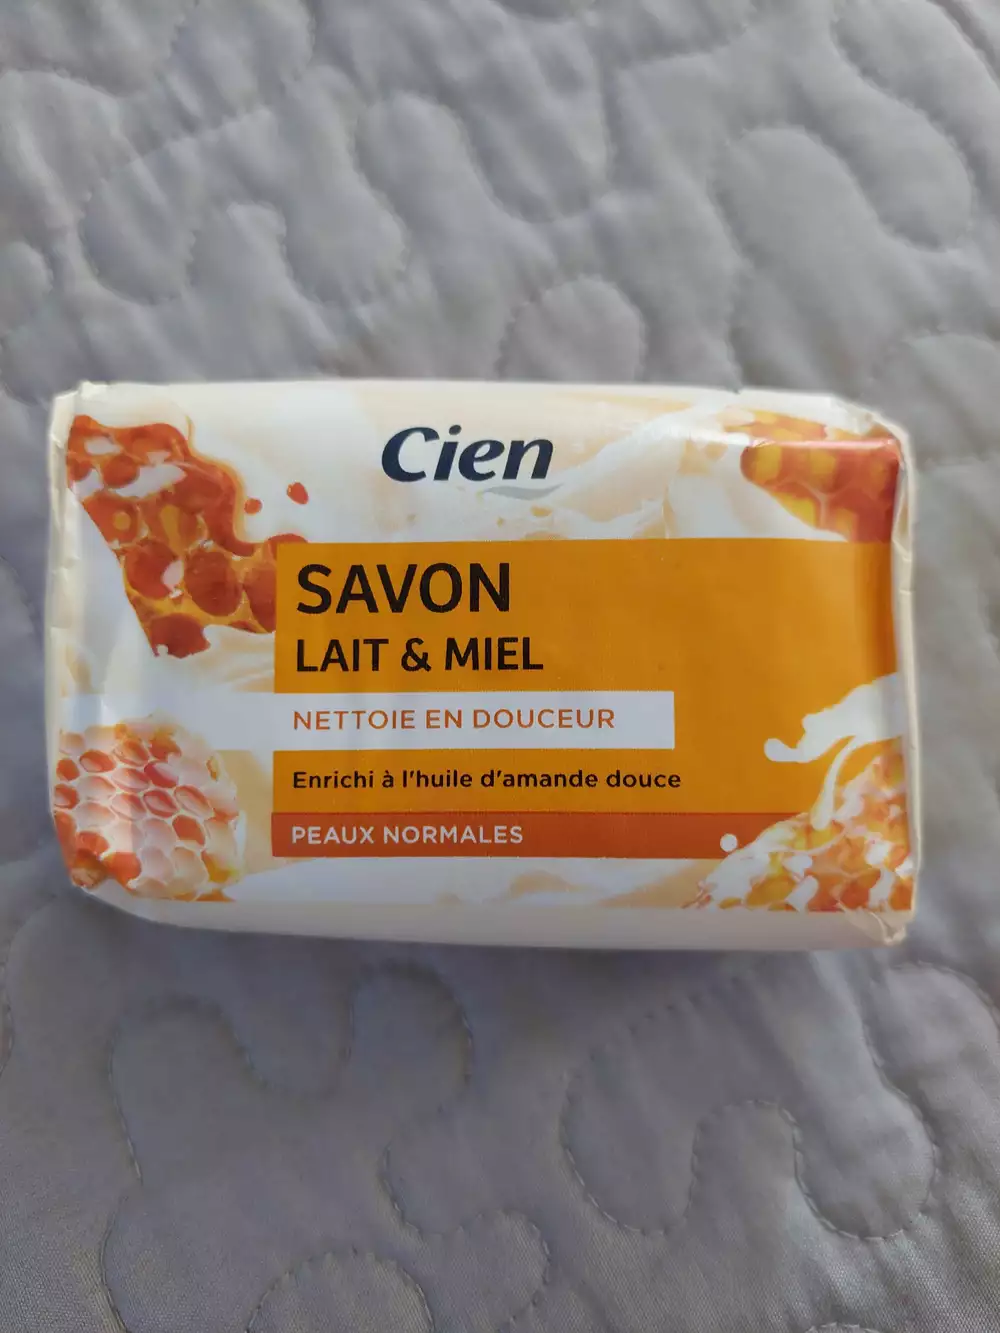 Cien
SAVON
LAIT & MIEL
NETTOIE EN DOUCEUR
Enrichi à l'huile d'amande douce
PEAUX NORMALES